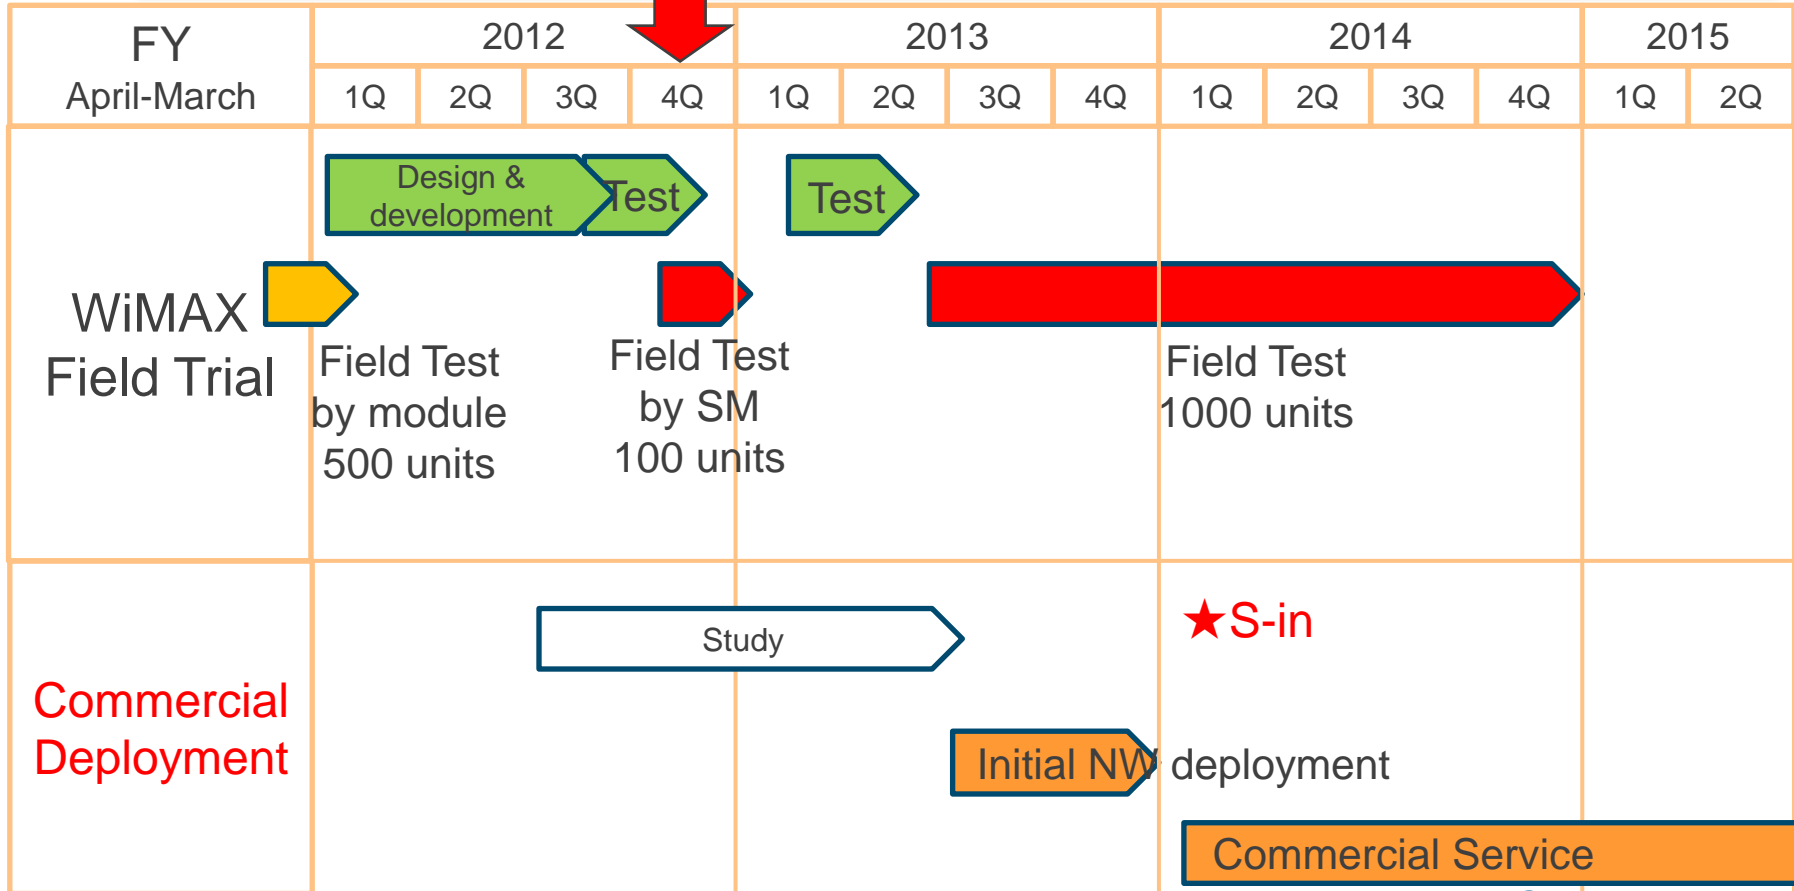 FY
April-March
2012
2013
2014
2015
1Q 2Q 3Q 4Q 1Q 2Q 3Q 4Q 1Q 2Q 3Q 4Q 1Q 2Q
WiMAX
Field Trial
Design &
development
Test
Test
Field Test
by module
500 units
Field Test
by SM
100 units
Field Test
1000 units
Commercial
Deployment
Study
★S-in
Initial NW deployment
Commercial Service